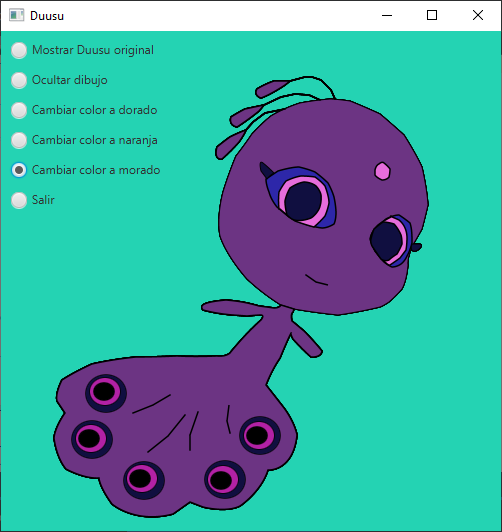 Duusu
Mostrar Duusu original
Ocultar dibujo
Cambiar color a dorado
Cambiar color a naranja
Cambiar color a morado
Salir